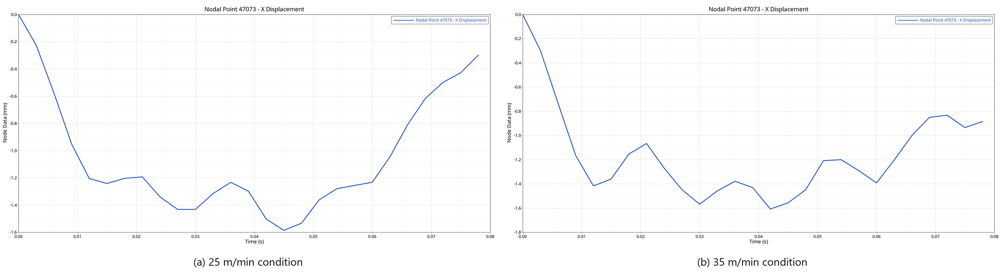 Nodal Point 47073 - X Displacement
Nodal Point 47073 - X Displacement
0.0
-0.2
-0.4
-0.6
-0.8
-1.0
-1.2
-1.4
-1.6
Node Data (mm)
0.00 0.01 0.02 0.03 0.04 0.05 0.06 0.07 0.08
Time (s)
(a) 25 m/min condition
Nodal Point 47073 - X Displacement
Nodal Point 47073 - X Displacement
0.0
-0.2
-0.4
-0.6
-0.8
-1.0
-1.2
-1.4
-1.6
-1.8
Node Data (mm)
0.00 0.01 0.02 0.03 0.04 0.05 0.06 0.07 0.08
Time (s)
(b) 35 m/min condition